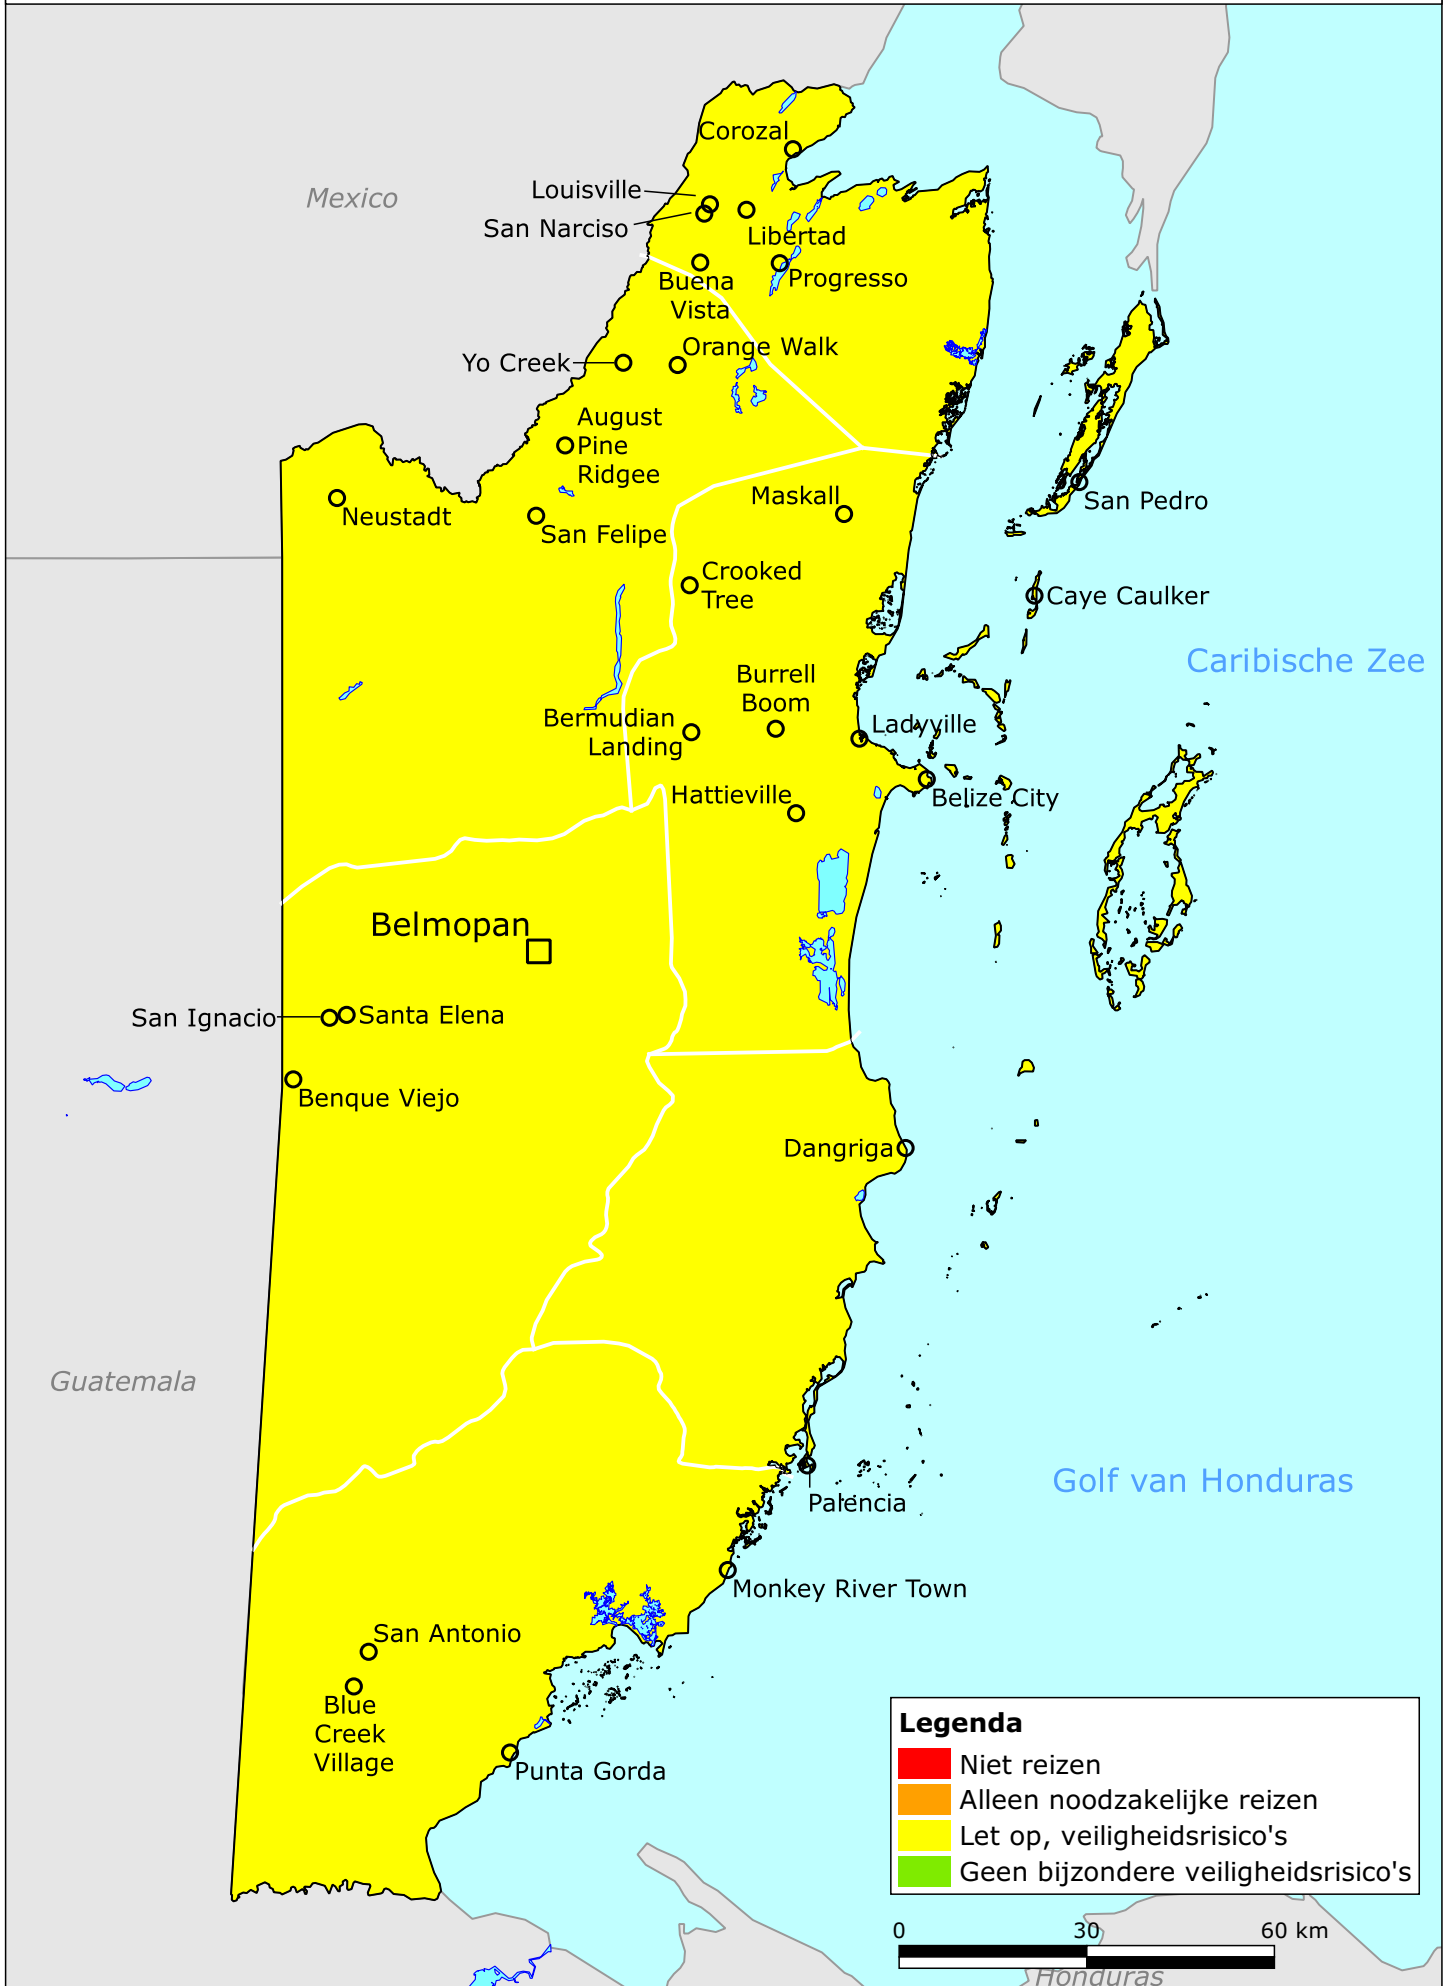 Corozal
Mexico
Louisville
San Narciso
Libertad
Buena
Vista
Progresso
Orange Walk
Yo Creek
August
Pine
Ridgee
Maskall
San Pedro
Neustadt
San Felipe
Crooked
Tree
Caye Caulker
Caribische Zee
Burrell
Boom
Bermudian
Landing
Ladyville
Hattieville
Belize City
Belmopan
San Ignacio
Santa Elena
Benque Viejo
Dangriga
Guatemala
Golf van Honduras
Palencia
Monkey River Town
San Antonio
Blue
Creek
Village
Punta Gorda
Legenda
Niet reizen
Alleen noodzakelijke reizen
Let op, veiligheidsrisico's
Geen bijzondere veiligheidsrisico's
0 30 60 km
Honduras